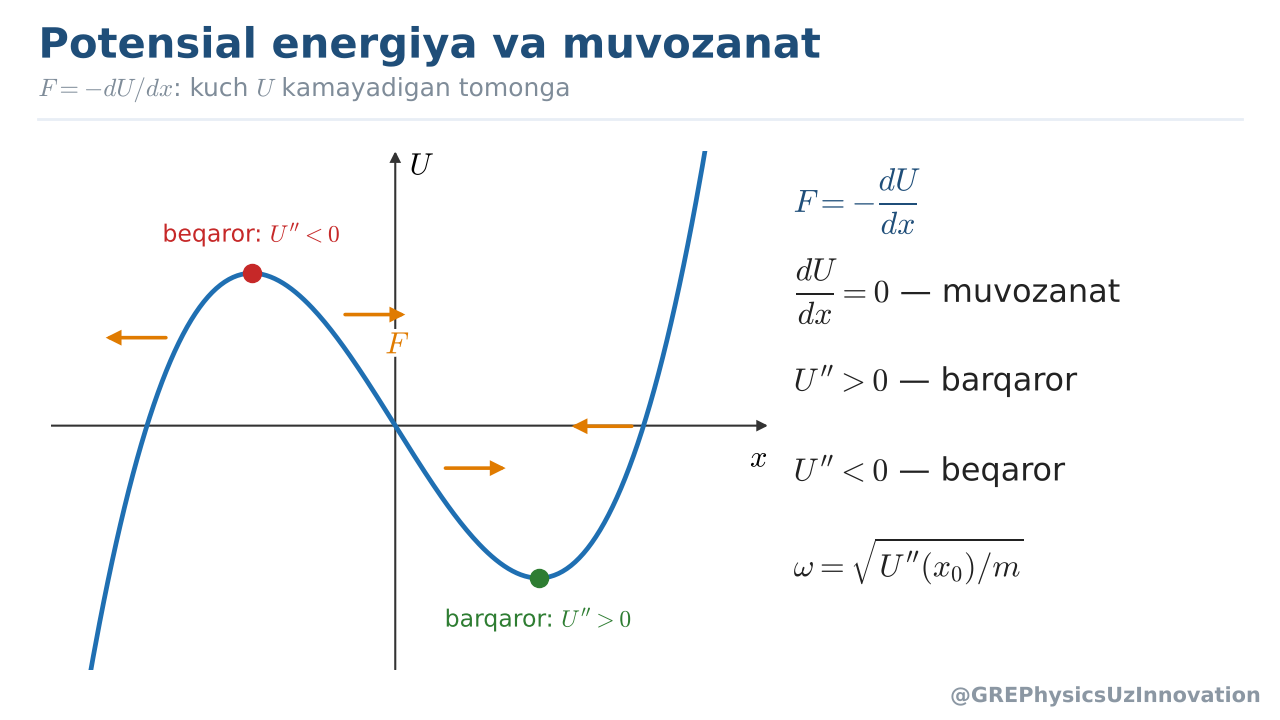 Potensial energiya va muvozanat
F = −dU/dx: kuch U kamayadigan tomonga
U
beqaror: U″ < 0
F
x
barqaror: U″ > 0
F = −dU/dx
dU/dx = 0 — muvozanat
U″ > 0 — barqaror
U″ < 0 — beqaror
ω = √U″(x₀)/m
@GREPhysicsUzInnovation